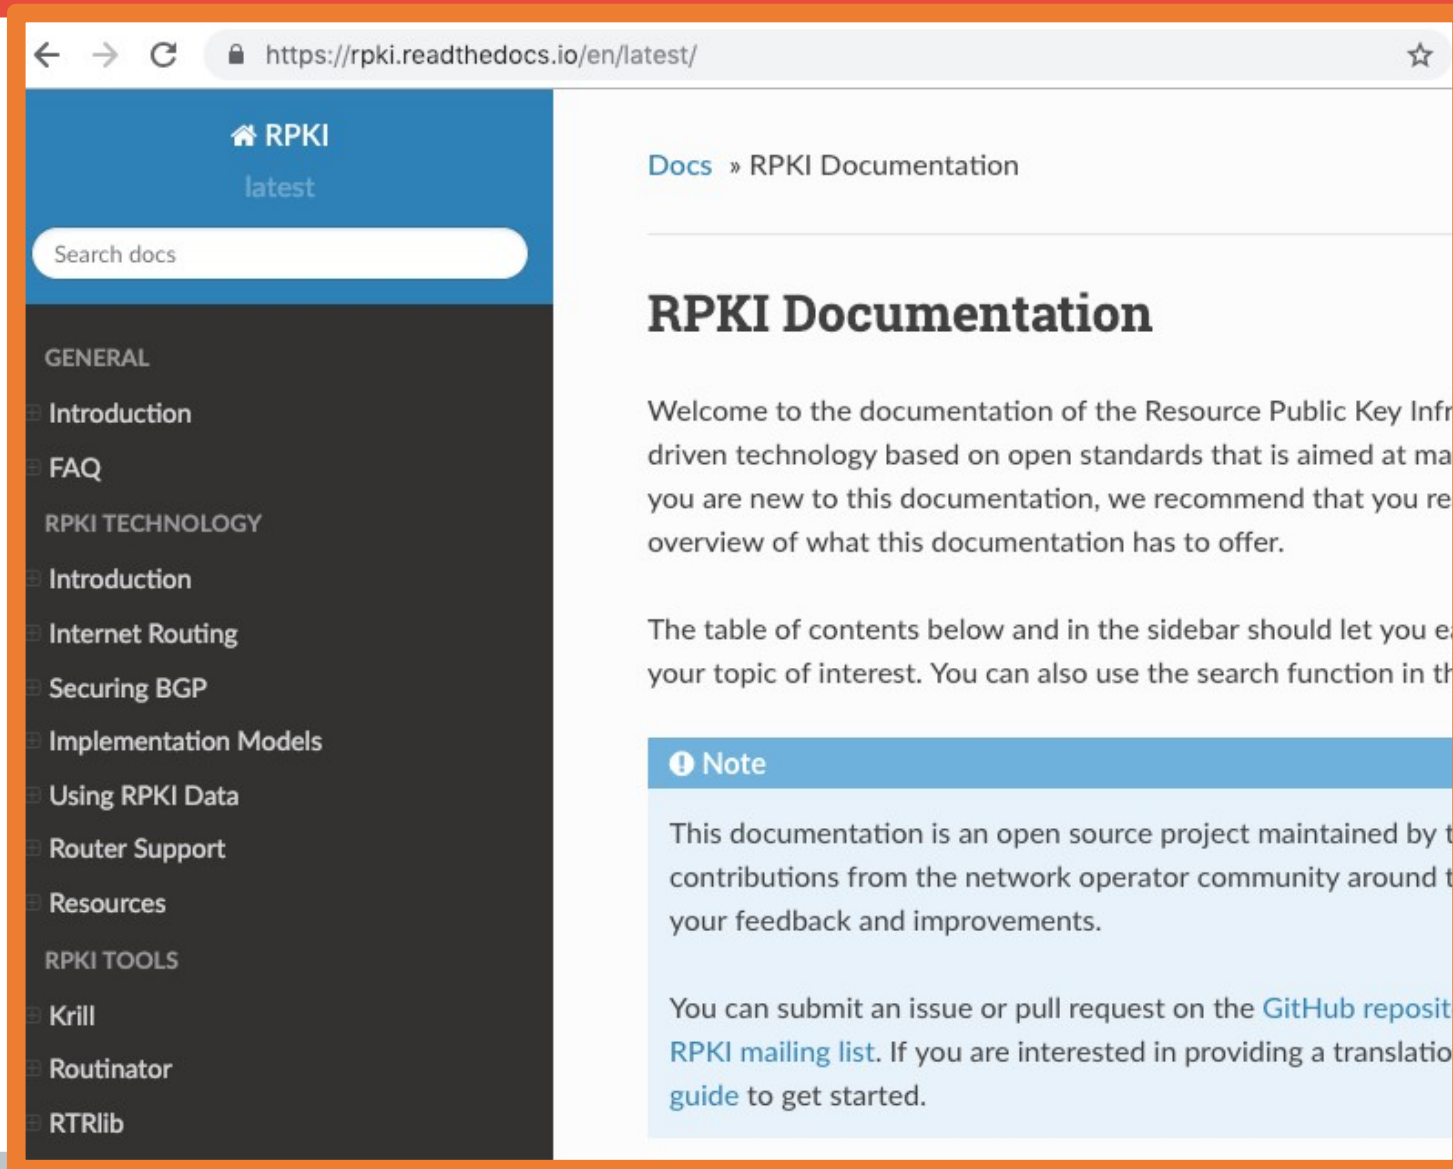 https://rpki.readthedocs.io/en/latest/
RPKI
latest
Search docs
GENERAL
Introduction
FAQ
RPKI TECHNOLOGY
Introduction
Internet Routing
Securing BGP
Implementation Models
Using RPKI Data
Router Support
Resources
RPKI TOOLS
Krill
Routinator
RTRlib
Docs » RPKI Documentation
RPKI Documentation
Welcome to the documentation of the Resource Public Key
driven technology based on open standards that is aimed at
you are new to this documentation, we recommend that you
overview of what this documentation has to offer.
The table of contents below and in the sidebar should let you
your topic of interest. You can also use the search function in
Note
This documentation is an open source project maintained by
contributions from the network operator community around
your feedback and improvements.
You can submit an issue or pull request on the GitHub
RPKI mailing list. If you are interested in providing a
guide to get started.